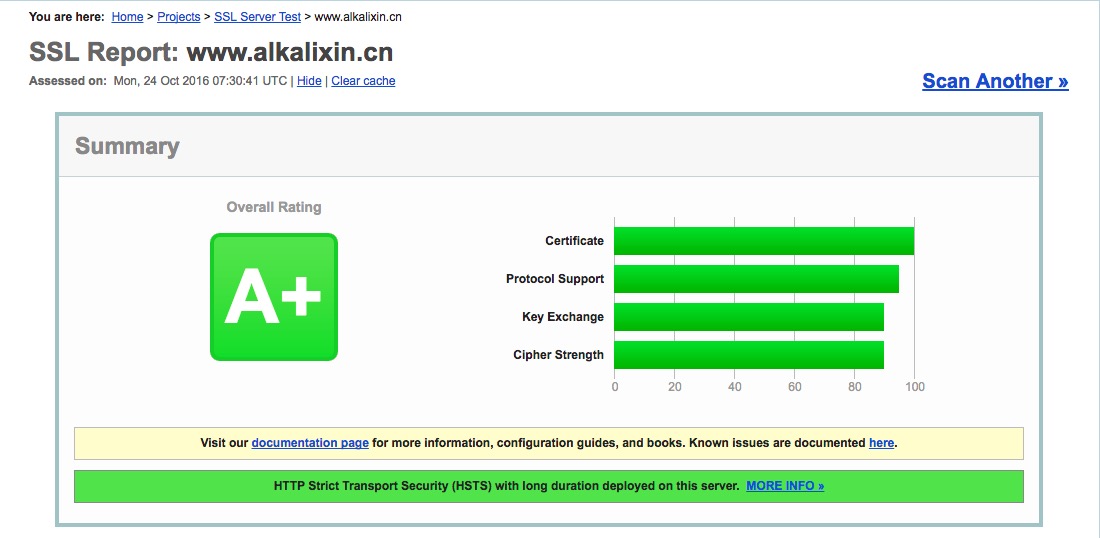 You are here: Home > Projects > SSL Server Test > www.alkalixin.cn
SSL Report: www.alkalixin.cn
Assessed on: Mon, 24 Oct 2016 07:30:41 UTC | Hide | Clear cache
Scan Another »
Summary
Overall Rating
A+
Certificate
Protocol Support
Key Exchange
Cipher Strength
0 20 40 60 80 100
Visit our documentation page for more information, configuration guides, and books. Known issues are documented here.
HTTP Strict Transport Security (HSTS) with long duration deployed on this server. MORE INFO »